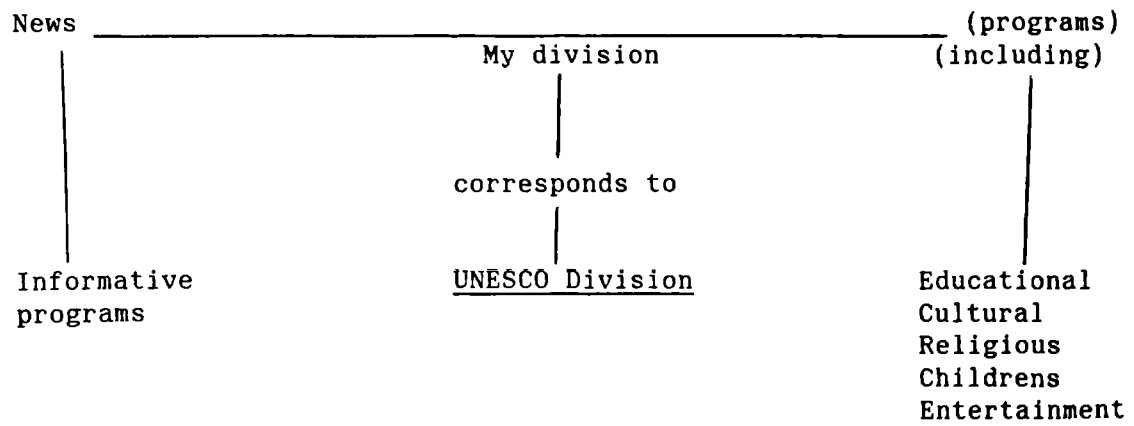 News (programs)
My division (including)
corresponds to
Informative UNESCO Division Educational
programs Cultural
Religious
Childrens
Entertainment